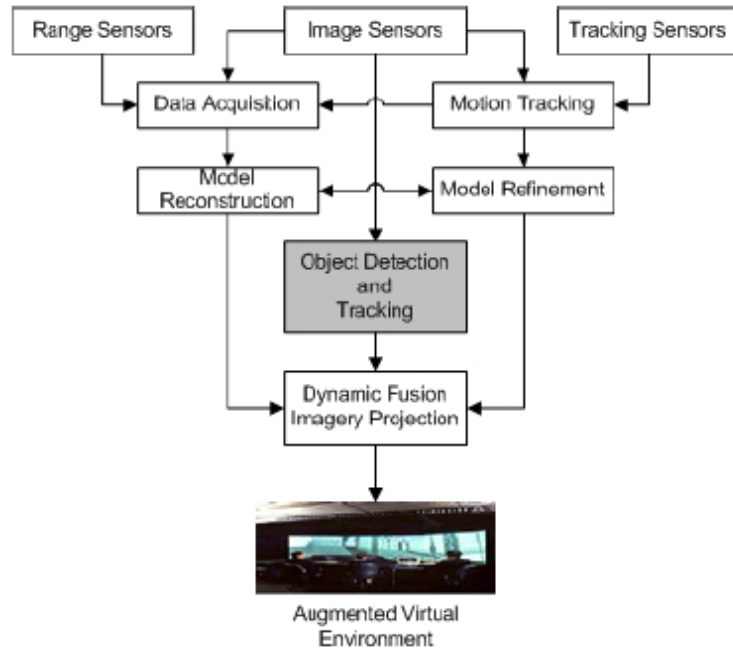 Range Sensors
Image Sensors
Tracking Sensors
Data Acquisition
Motion Tracking
Model
Reconstruction
Model Refinement
Object Detection
and
Tracking
Dynamic Fusion
Imagery Projection
Augmented Virtual
Environment